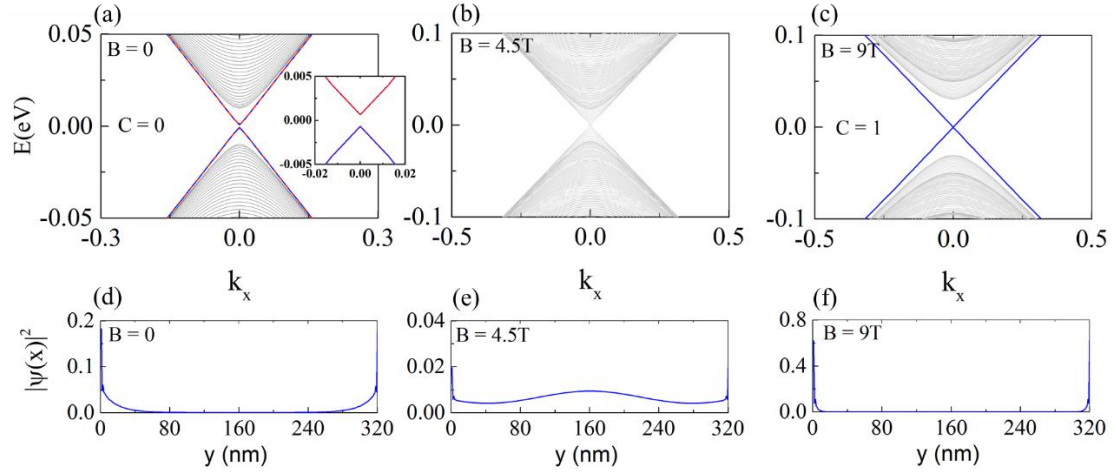 (a)
B = 0
C = 0
E(eV)
0.05
0.00
-0.05
-0.3
0.0
0.3
k_x
0.005
0.000
-0.005
-0.02
0.00
0.02
(b)
B = 4.5T
0.1
0.0
-0.1
-0.5
0.0
0.5
k_x
(c)
B = 9T
C = 1
0.1
0.0
-0.1
-0.5
0.0
0.5
k_x
(d)
B = 0
|ψ(x)|²
0.2
0.1
0.0
0 80 160 240 320
y (nm)
(e)
B = 4.5T
0.04
0.02
0.00
0 80 160 240 320
y (nm)
(f)
B = 9T
0.8
0.4
0.0
0 80 160 240 320
y (nm)